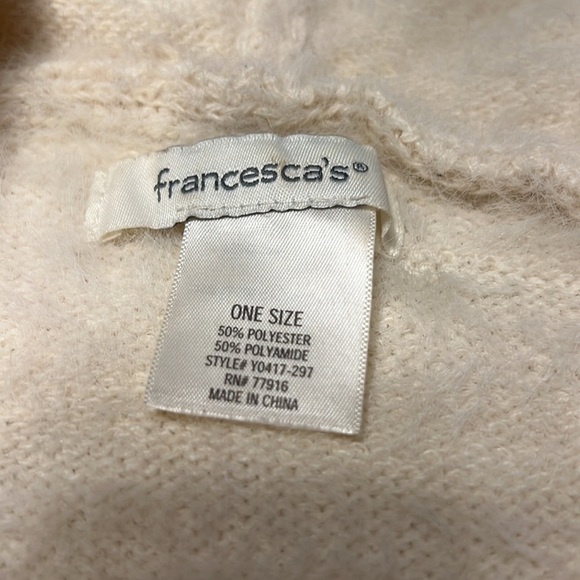 francesca's®
ONE SIZE
50% POLYESTER
50% POLYAMIDE
STYLE# Y0417-297
RN# 77916
MADE IN CHINA